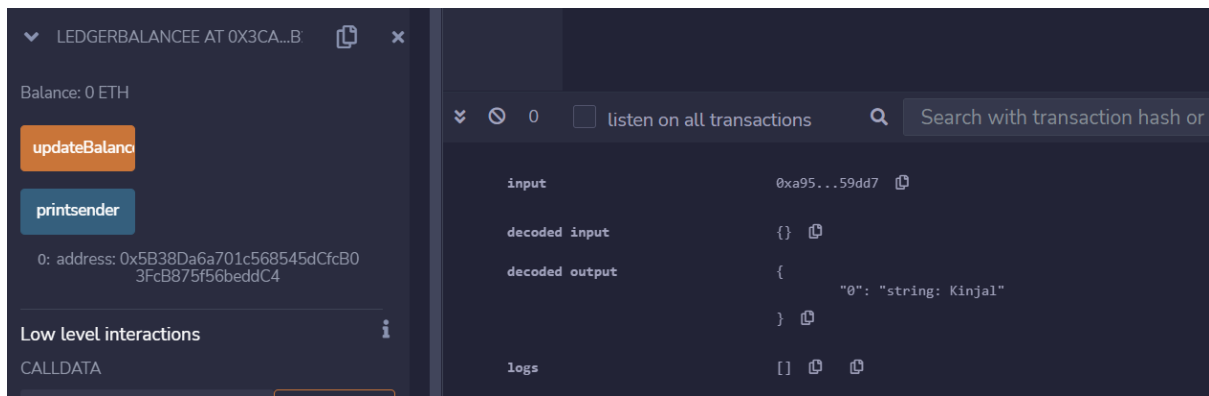 LEDGERBALANCEE AT 0X3CA...B
Balance: 0 ETH
updateBalanc
printsender
0: address: 0x5B38Da6a701c568545dCfcB0
3FcB875f56beddC4
Low level interactions
i
CALLDATA
0
listen on all transactions
Search with transaction hash or
input 0xa95...59dd7
decoded input {}
decoded output {
"0": "string: Kinjal"
}
logs []